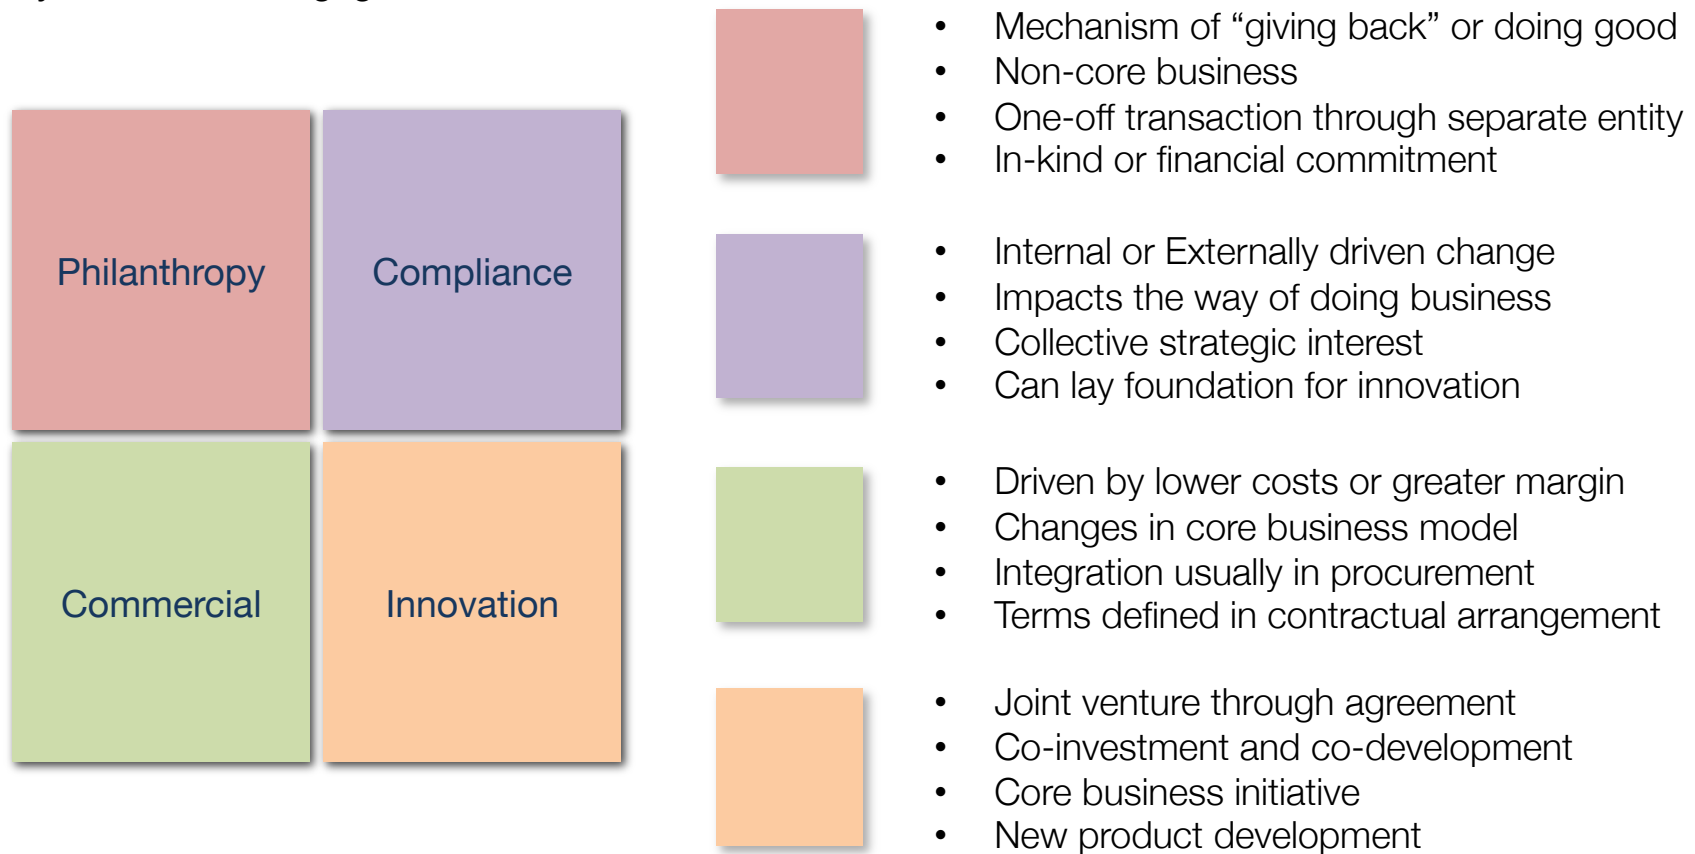 Philanthropy
Compliance
Commercial
Innovation
• Mechanism of “giving back” or doing good
• Non-core business
• One-off transaction through separate entity
• In-kind or financial commitment
• Internal or Externally driven change
• Impacts the way of doing business
• Collective strategic interest
• Can lay foundation for innovation
• Driven by lower costs or greater margin
• Changes in core business model
• Integration usually in procurement
• Terms defined in contractual arrangement
• Joint venture through agreement
• Co-investment and co-development
• Core business initiative
• New product development